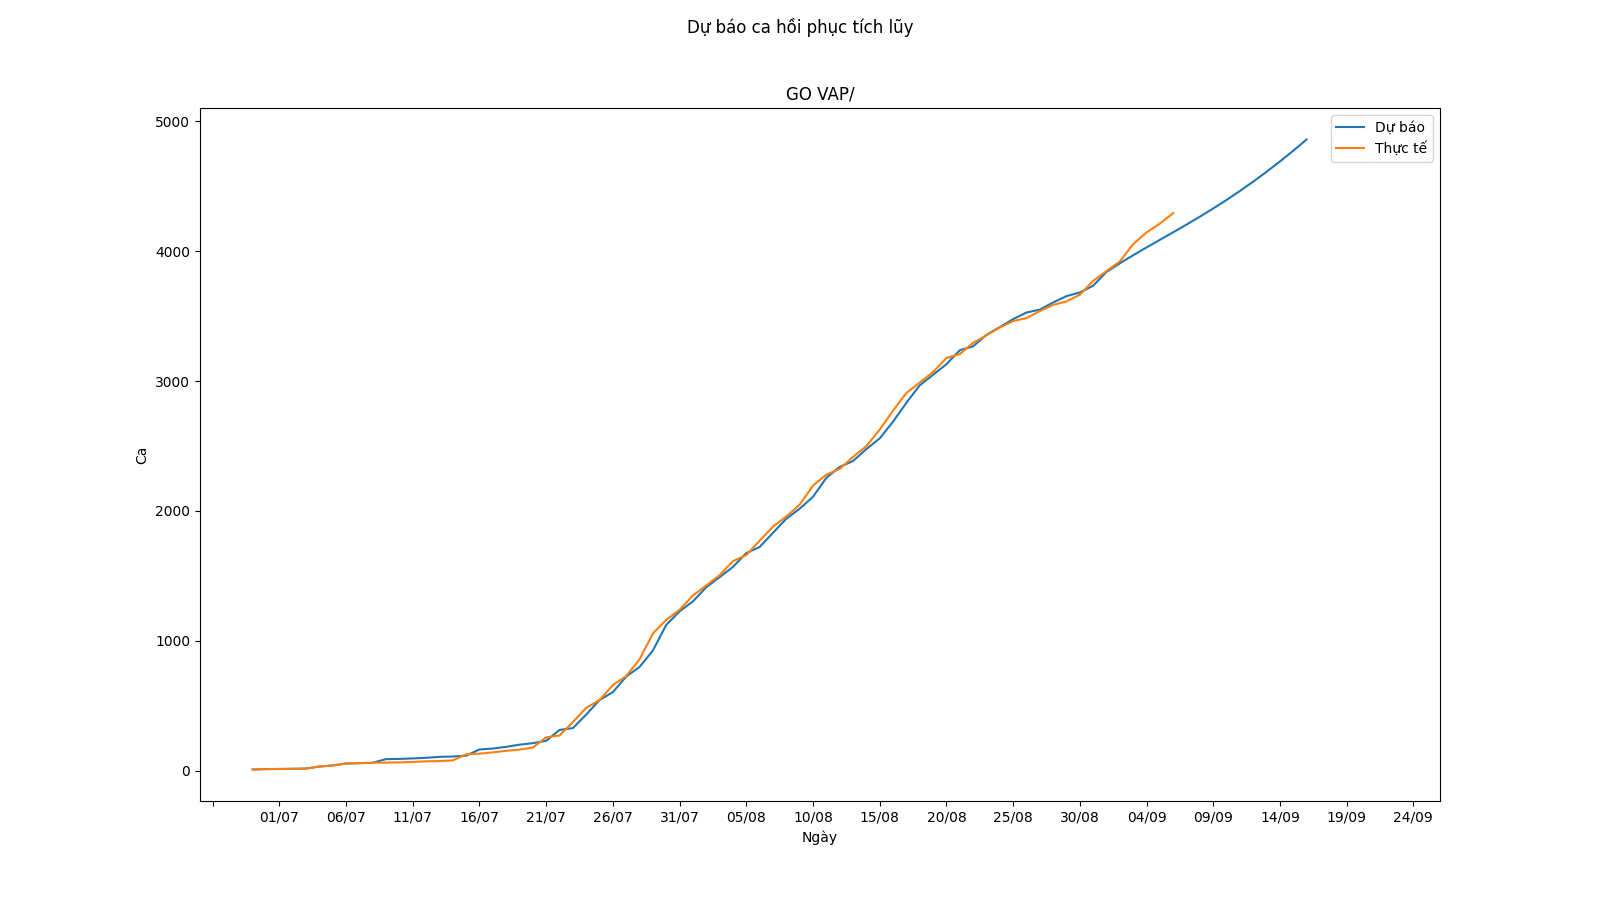 Dự báo ca hồi phục tích lũy
GO VAP/
Dự báo
Thực tế
5000
4000
3000
2000
1000
0
Ca
01/07 06/07 11/07 16/07 21/07 26/07 31/07 05/08 10/08 15/08 20/08 25/08 30/08 04/09 09/09 14/09 19/09 24/09
Ngày